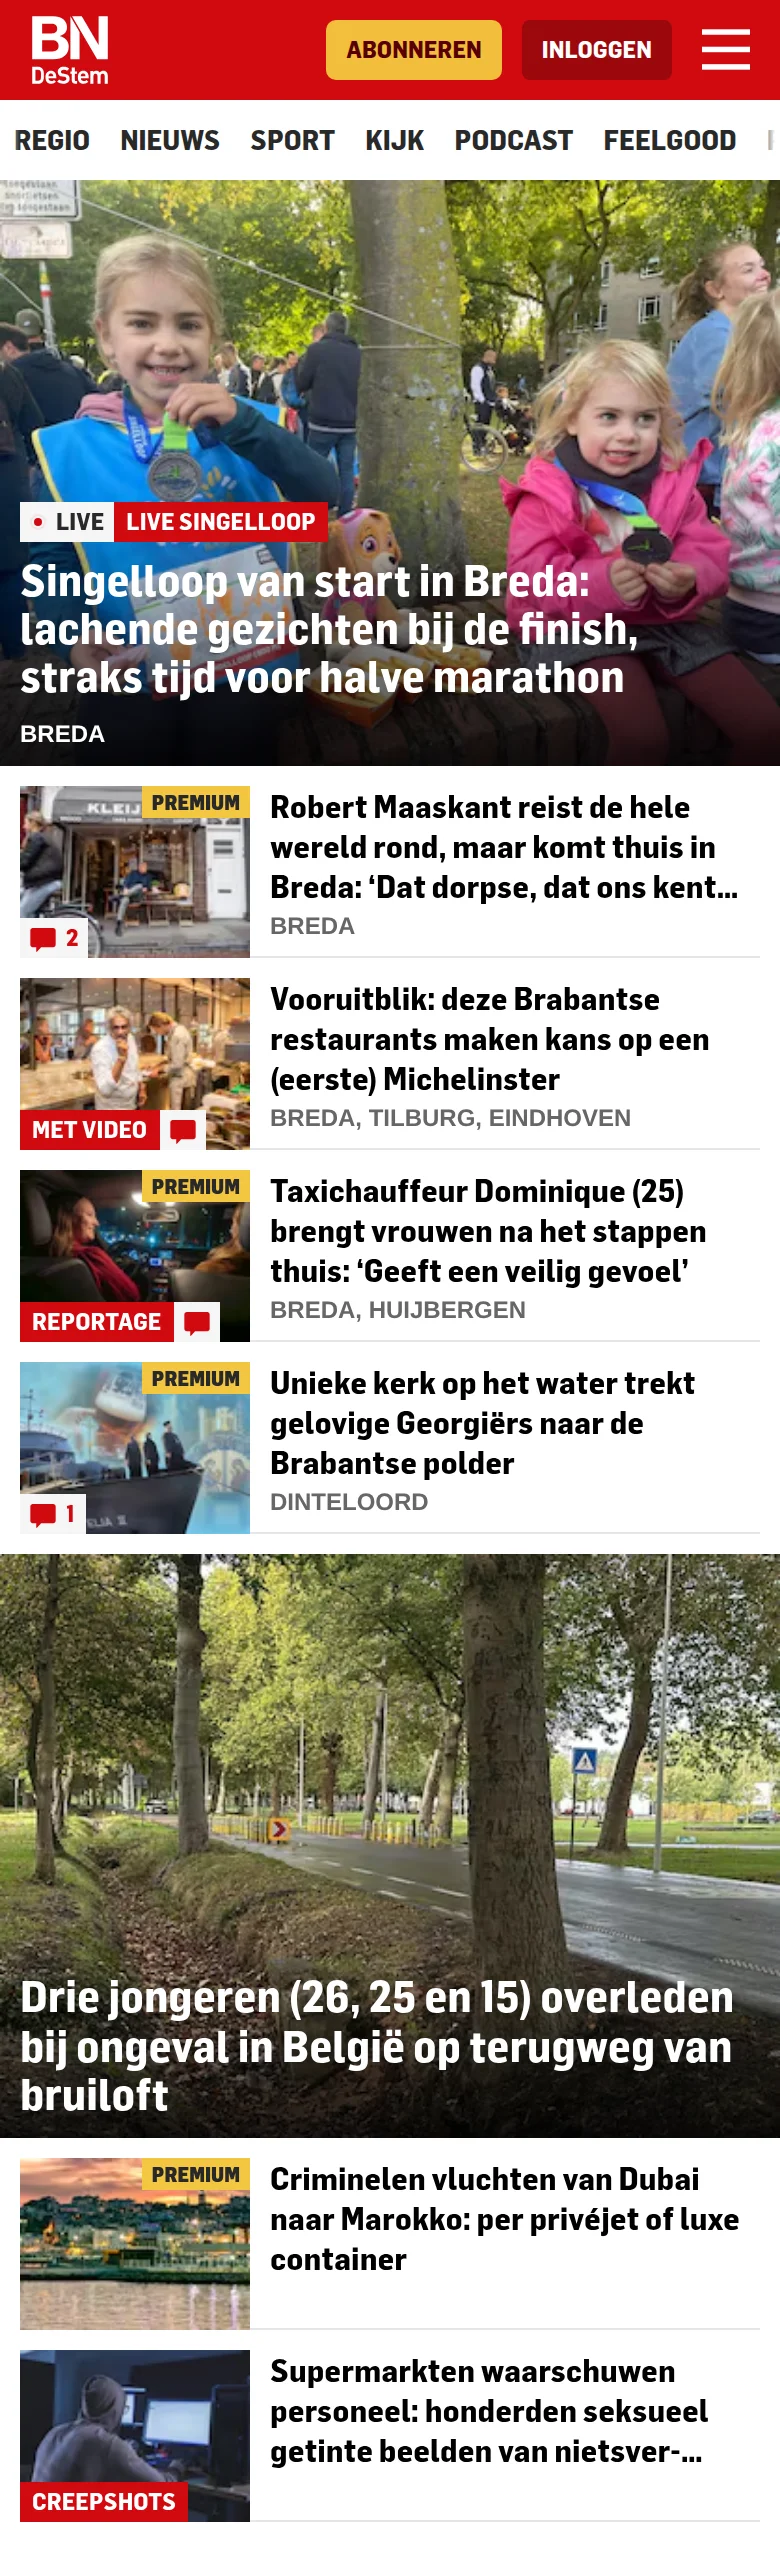 BN
DeStem
ABONNEREN
INLOGGEN
REGIO NIEUWS SPORT KIJK PODCAST FEELGOOD
LIVE LIVE SINGELLOOP
Singelloop van start in Breda:
lachende gezichten bij de finish,
straks tijd voor halve marathon
BREDA
KLEIJ
PREMIUM
2
Robert Maaskant reist de hele
wereld rond, maar komt thuis in
Breda: ‘Dat dorpse, dat ons kent...
BREDA
MET VIDEO
Vooruitblik: deze Brabantse
restaurants maken kans op een
(eerste) Michelinster
BREDA, TILBURG, EINDHOVEN
PREMIUM
REPORTAGE
Taxichauffeur Dominique (25)
brengt vrouwen na het stappen
thuis: ‘Geeft een veilig gevoel’
BREDA, HUIJBERGEN
PREMIUM
1
Unieke kerk op het water trekt
gelovige Georgiërs naar de
Brabantse polder
DINTELOORD
Drie jongeren (26, 25 en 15) overleden
bij ongeval in België op terugweg van
bruiloft
PREMIUM
Criminelen vluchten van Dubai
naar Marokko: per privéjet of luxe
container
CREEPSHOTS
Supermarkten waarschuwen
personeel: honderden seksueel
getinte beelden van nietsver-...